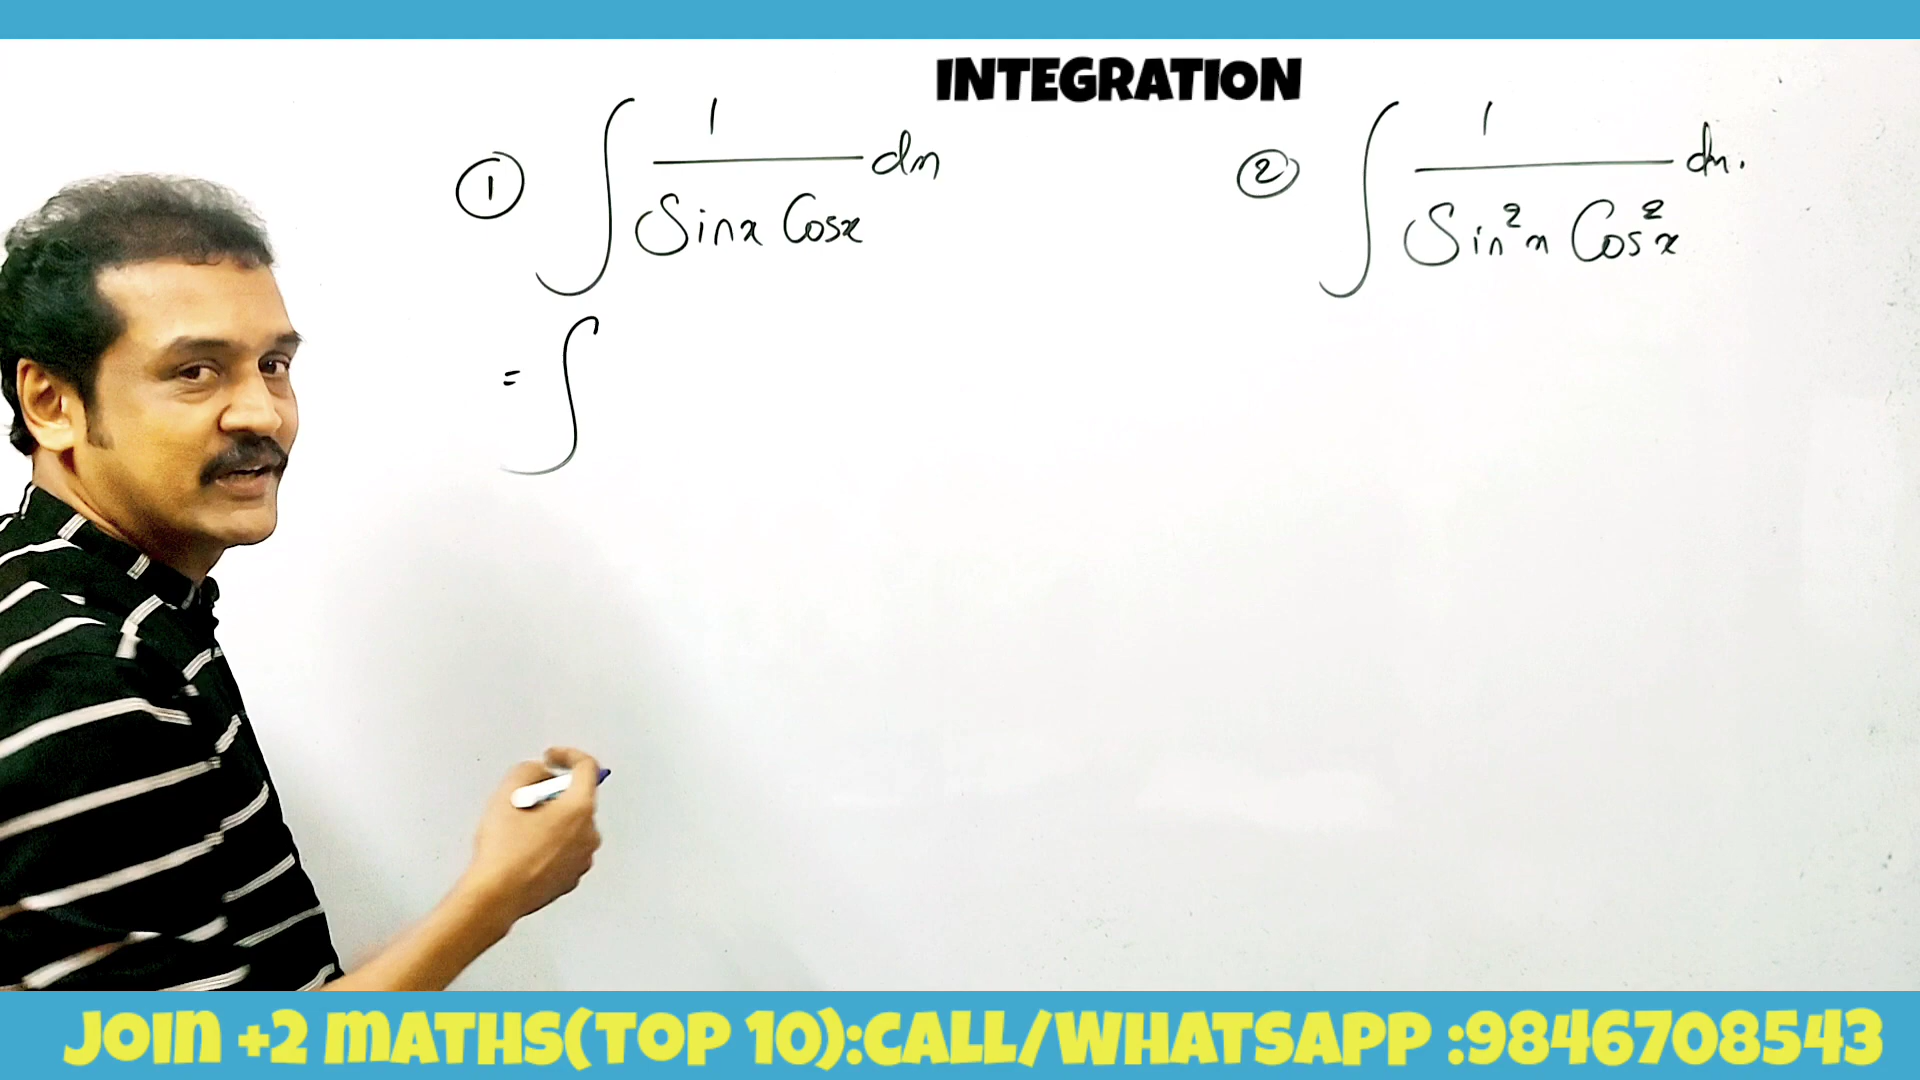 INTEGRATION
① ∫ 1 / (Sinx Cosx) dx
= ∫
② ∫ 1 / (Sin²x Cos²x) dx.
JOIN +2 MATHS(TOP 10):CALL/WHATSAPP :9846708543